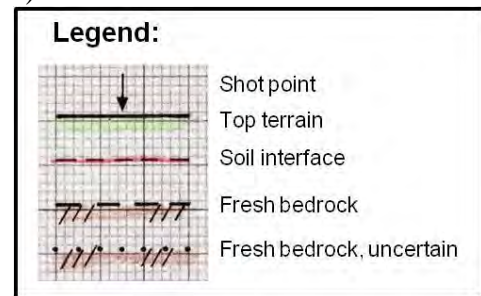 Legend:
Shot point
Top terrain
Soil interface
Fresh bedrock
Fresh bedrock, uncertain